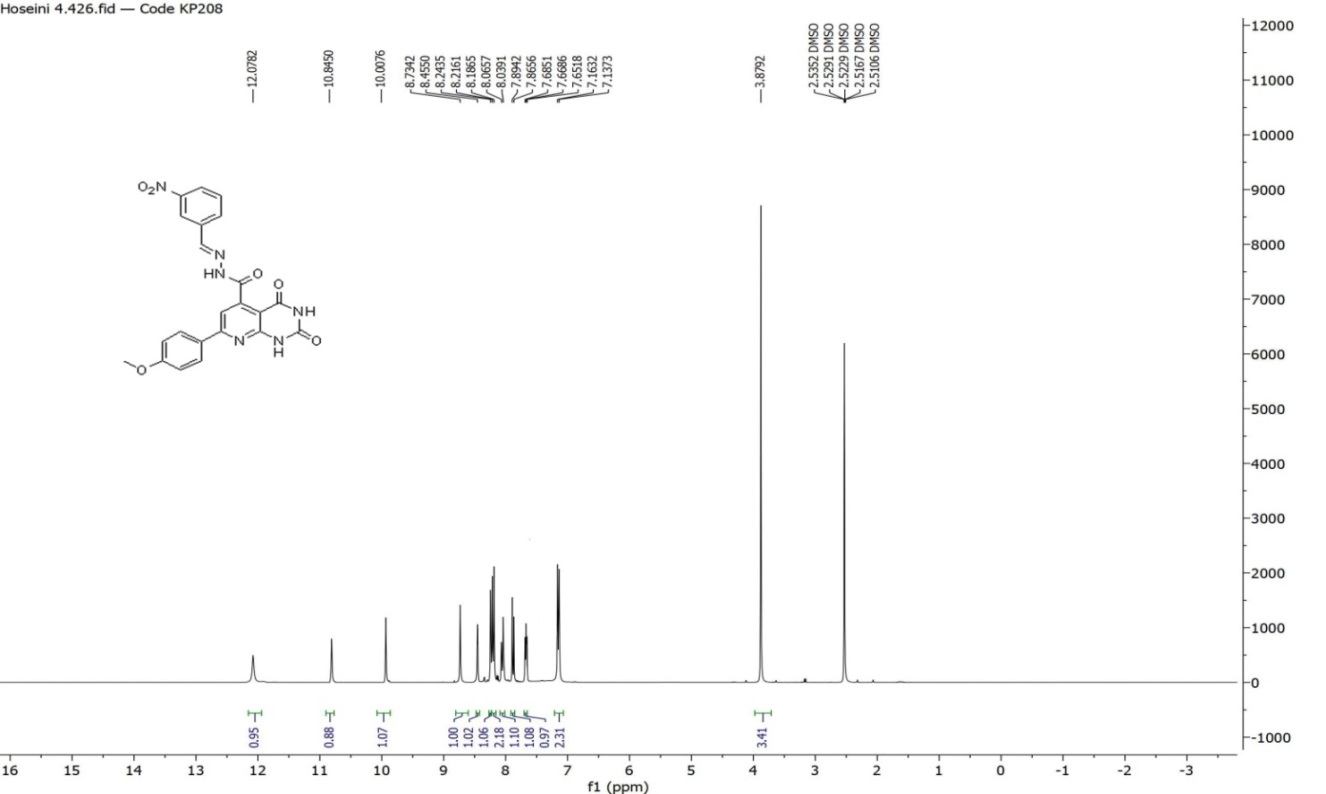 Hoseini 4.426.fid — Code KP208
12.0782
10.8450
10.0076
8.7342
8.4550
8.2435
8.2161
8.1865
8.0657
8.0391
7.8942
7.8656
7.6851
7.6686
7.6518
7.1632
7.1373
3.8792
2.5352 DMSO
2.5291 DMSO
2.5229 DMSO
2.5167 DMSO
2.5106 DMSO
12000
11000
10000
9000
8000
7000
6000
5000
4000
3000
2000
1000
0
-1000
O2N
N
HN
O
O
NH
O
N
N
H
O
0.95
0.88
1.07
1.00
1.02
1.06
2.18
1.10
1.08
0.97
2.31
3.41
16 15 14 13 12 11 10 9 8 7 6 5 4 3 2 1 0 -1 -2 -3
f1 (ppm)